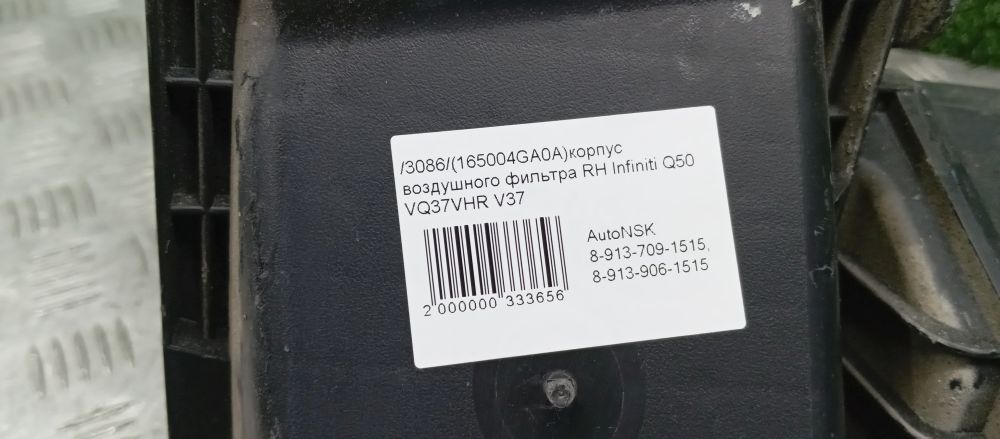 /3086/(165004GA0A)корпус
воздушного фильтра RH Infiniti Q50
VQ37VHR V37
AutoNSK
8-913-709-1515,
8-913-906-1515
2 000000 333656